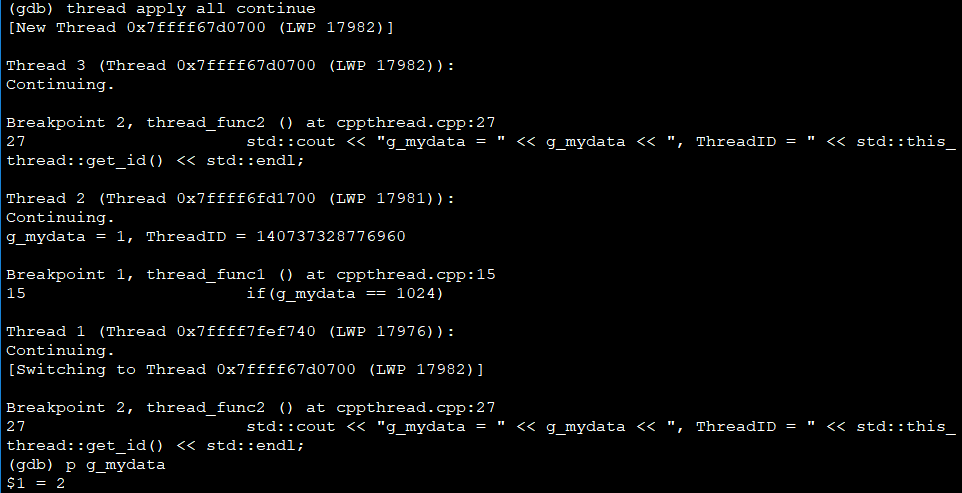 (gdb) thread apply all continue
[New Thread 0x7ffff67d0700 (LWP 17982)]
Thread 3 (Thread 0x7ffff67d0700 (LWP 17982)):
Continuing.
Breakpoint 2, thread_func2 () at cppthread.cpp:27
27                      std::cout << "g_mydata = " << g_mydata << ", ThreadID = " << std::this_
thread::get_id() << std::endl;
Thread 2 (Thread 0x7ffff6fd1700 (LWP 17981)):
Continuing.
g_mydata = 1, ThreadID = 140737328776960
Breakpoint 1, thread_func1 () at cppthread.cpp:15
15                      if(g_mydata == 1024)
Thread 1 (Thread 0x7ffff7fef740 (LWP 17976)):
Continuing.
[Switching to Thread 0x7ffff67d0700 (LWP 17982)]
Breakpoint 2, thread_func2 () at cppthread.cpp:27
27                      std::cout << "g_mydata = " << g_mydata << ", ThreadID = " << std::this_
thread::get_id() << std::endl;
(gdb) p g_mydata
$1 = 2